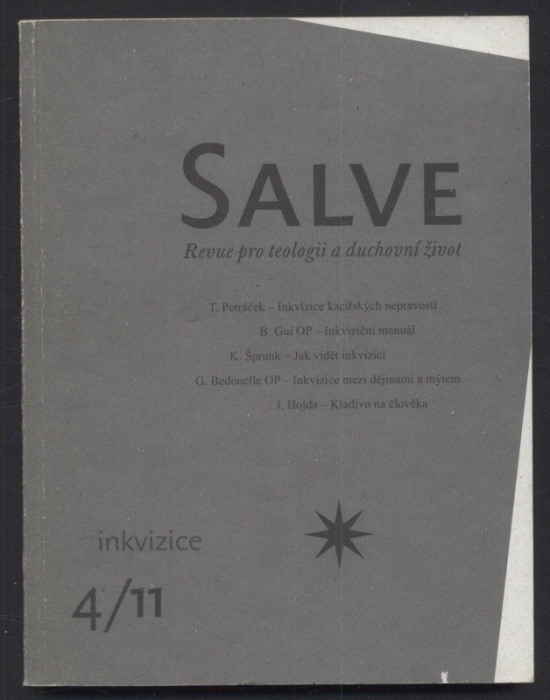 SALVE
Revue pro teologii a duchovní život
T. Petráček – Inkvizice kacířských nepravostí
B. Gui OP – Inkviziční manuál
K. Šprunk – Jak vidět inkvizici
G. Bedouelle OP – Inkvizice mezi dějinami a mýtem
J. Hojda – Kladivo na člověka
inkvizice
4/11